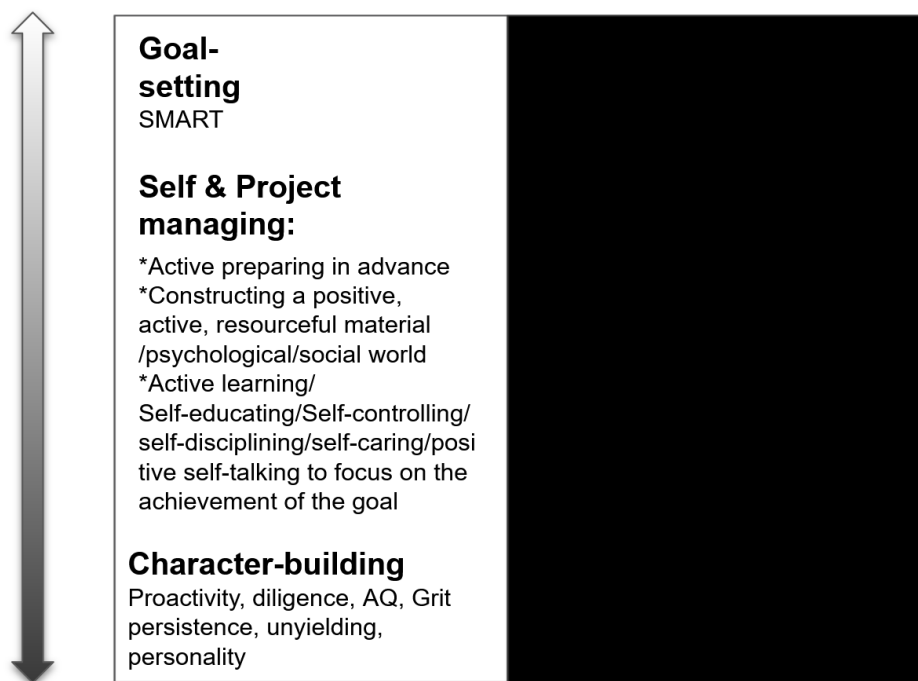 Goal-
setting
SMART
Self & Project
managing:
*Active preparing in advance
*Constructing a positive,
active, resourceful material
/psychological/social world
*Active learning/
Self-educating/Self-controlling/
self-disciplining/self-caring/posi
tive self-talking to focus on the
achievement of the goal
Character-building
Proactivity, diligence, AQ, Grit
persistence, unyielding,
personality